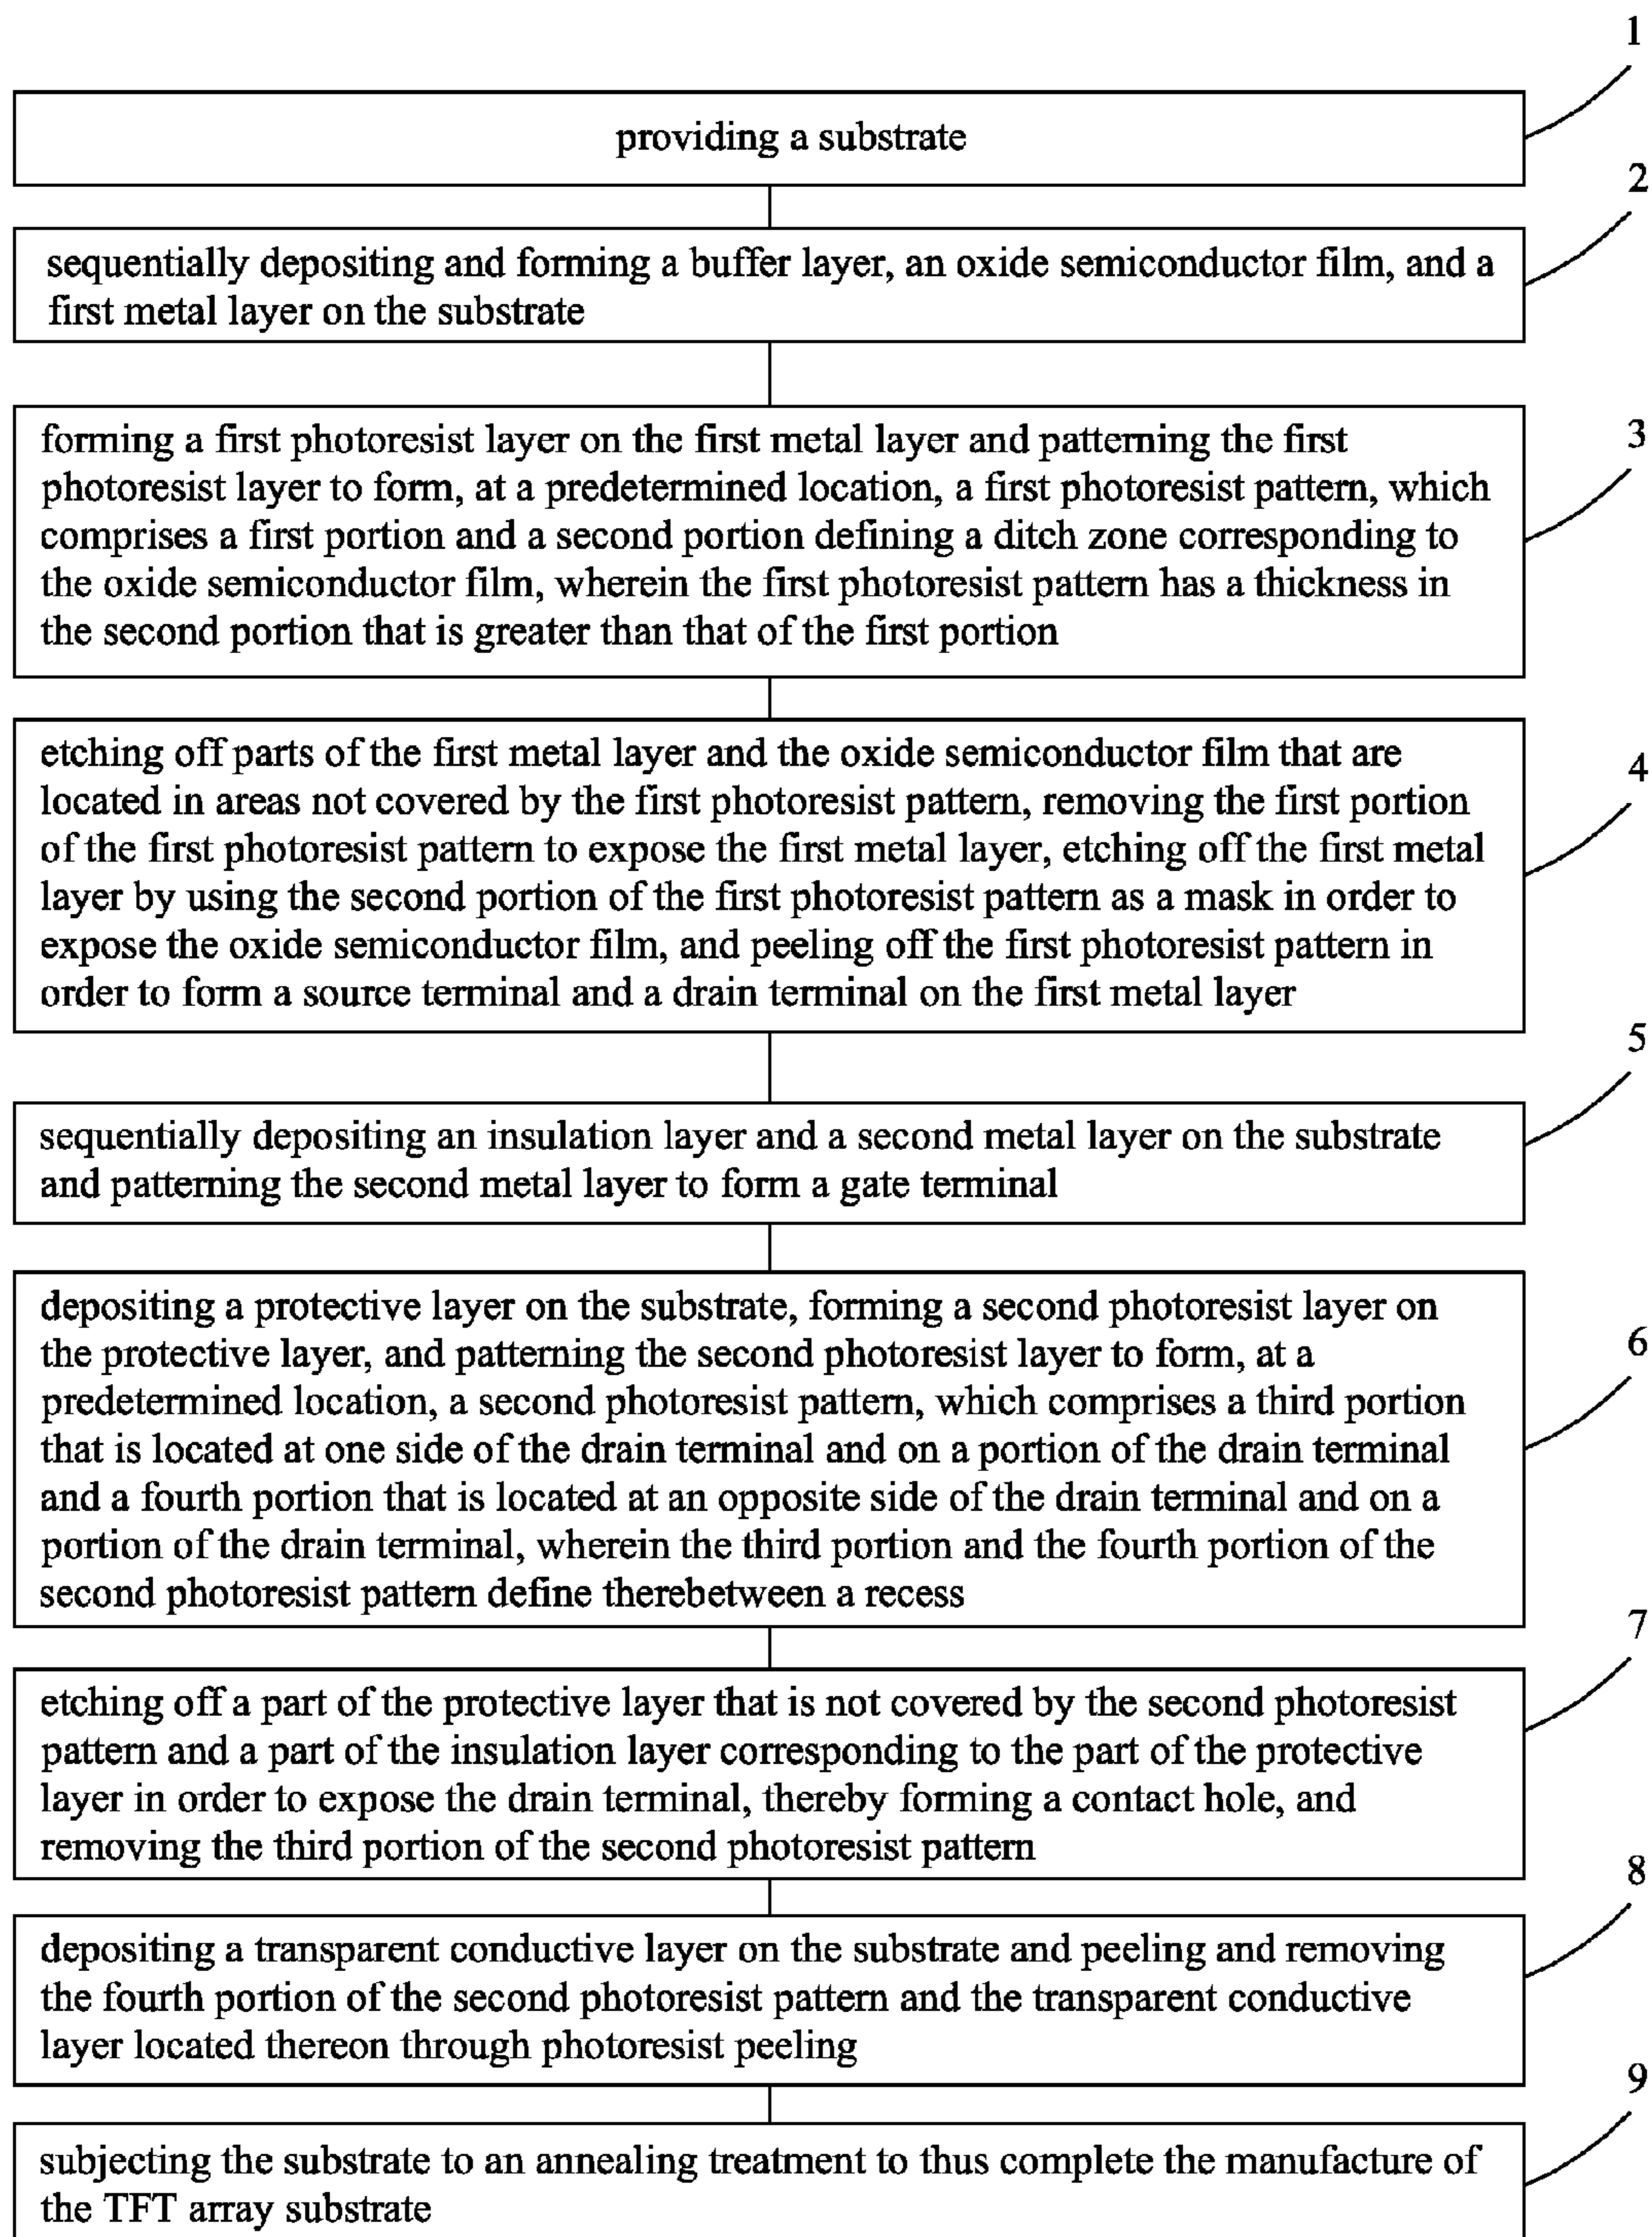 1
providing a substrate
2
sequentially depositing and forming a buffer layer, an oxide semiconductor film, and a
first metal layer on the substrate
3
forming a first photoresist layer on the first metal layer and patterning the first
photoresist layer to form, at a predetermined location, a first photoresist pattern, which
comprises a first portion and a second portion defining a ditch zone corresponding to
the oxide semiconductor film, wherein the first photoresist pattern has a thickness in
the second portion that is greater than that of the first portion
4
etching off parts of the first metal layer and the oxide semiconductor film that are
located in areas not covered by the first photoresist pattern, removing the first portion
of the first photoresist pattern to expose the first metal layer, etching off the first metal
layer by using the second portion of the first photoresist pattern as a mask in order to
expose the oxide semiconductor film, and peeling off the first photoresist pattern in
order to form a source terminal and a drain terminal on the first metal layer
5
sequentially depositing an insulation layer and a second metal layer on the substrate
and patterning the second metal layer to form a gate terminal
6
depositing a protective layer on the substrate, forming a second photoresist layer on
the protective layer, and patterning the second photoresist layer to form, at a
predetermined location, a second photoresist pattern, which comprises a third portion
that is located at one side of the drain terminal and on a portion of the drain terminal
and a fourth portion that is located at an opposite side of the drain terminal and on a
portion of the drain terminal, wherein the third portion and the fourth portion of the
second photoresist pattern define therebetween a recess
7
etching off a part of the protective layer that is not covered by the second photoresist
pattern and a part of the insulation layer corresponding to the part of the protective
layer in order to expose the drain terminal, thereby forming a contact hole, and
removing the third portion of the second photoresist pattern
8
depositing a transparent conductive layer on the substrate and peeling and removing
the fourth portion of the second photoresist pattern and the transparent conductive
layer located thereon through photoresist peeling
9
subjecting the substrate to an annealing treatment to thus complete the manufacture of
the TFT array substrate